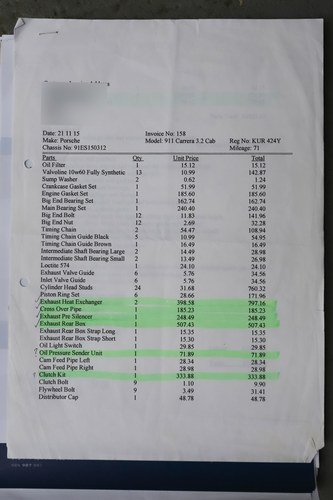 Date: 21 11 15 Invoice No: 158
Make: Porsche Model: 911 Carrera 3.2 Cab Reg No: KUR 424Y
Chassis No: 91ES150312 Mileage: 71
Parts Qty Unit Price Total
Oil Filter 1 15.12 15.12
Valvoline 10w60 Fully Synthetic 13 10.99 142.87
Sump Washer 2 0.62 1.24
Crankcase Gasket Set 1 51.99 51.99
Engine Gasket Set 1 185.60 185.60
Big End Bearing Set 1 162.74 162.74
Main Bearing Set 1 240.40 240.40
Big End Bolt 12 11.83 141.96
Big End Nut 12 2.69 32.28
Timing Chain 2 54.47 108.94
Timing Chain Guide Black 5 10.99 54.95
Timing Chain Guide Brown 1 16.49 16.49
Intermediate Shaft Bearing Large 2 14.49 28.98
Intermediate Shaft Bearing Small 2 13.49 26.98
Loctite 574 1 24.10 24.10
Exhaust Valve Guide 6 5.76 34.56
Inlet Valve Guide 6 5.76 34.56
Cylinder Head Studs 24 31.68 760.32
Piston Ring Set 6 28.66 171.96
Exhaust Heat Exchanger 2 398.58 797.16
Cross Over Pipe 1 185.23 185.23
Exhaust Pre Silencer 1 248.49 248.49
Exhaust Rear Box 1 507.43 507.43
Exhaust Rear Box Strap Long 1 15.35 15.35
Exhaust Rear Box Strap Short 1 15.30 15.30
Oil Light Switch 1 29.85 29.85
Oil Pressure Sender Unit 1 71.89 71.89
Cam Feed Pipe Left 1 28.34 28.34
Cam Feed Pipe Right 1 28.98 28.98
Clutch Kit 1 333.88 333.88
Clutch Bolt 9 1.10 9.90
Flywheel Bolt 9 3.49 31.41
Distributor Cap 1 48.78 48.78